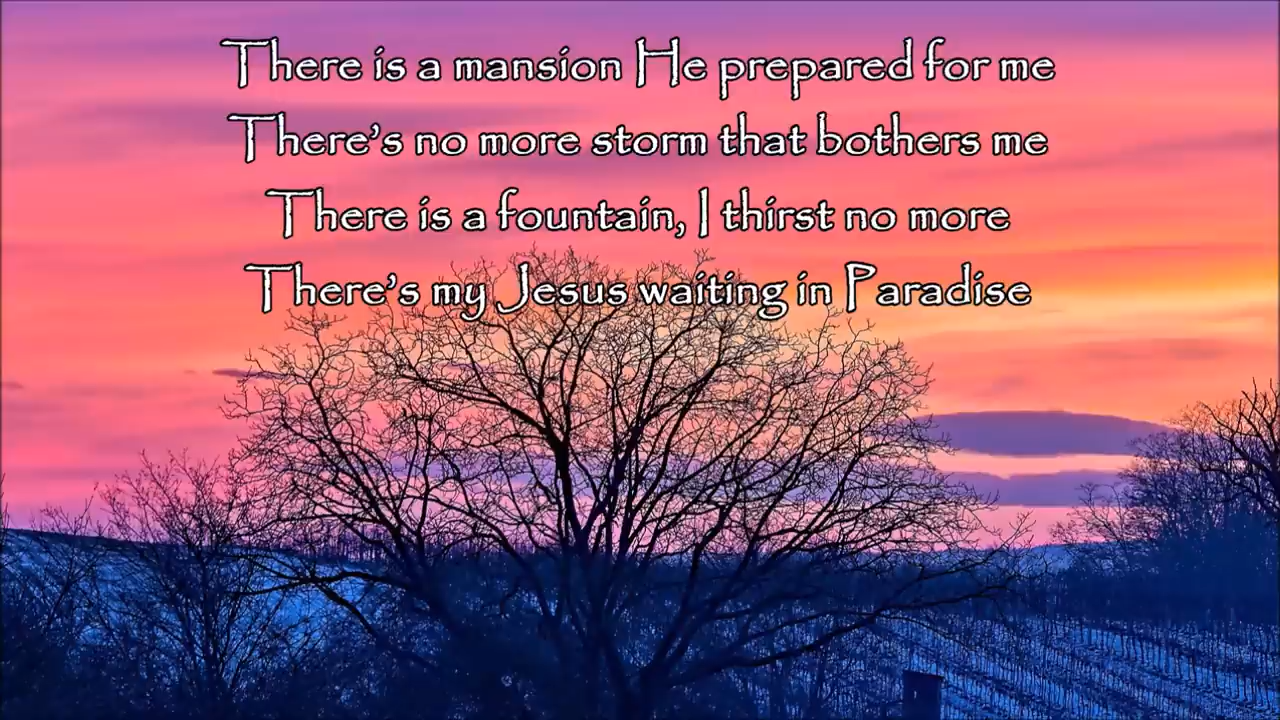 There is a mansion He prepared for me
There's no more storm that bothers me
There is a fountain, I thirst no more
There's my Jesus waiting in Paradise